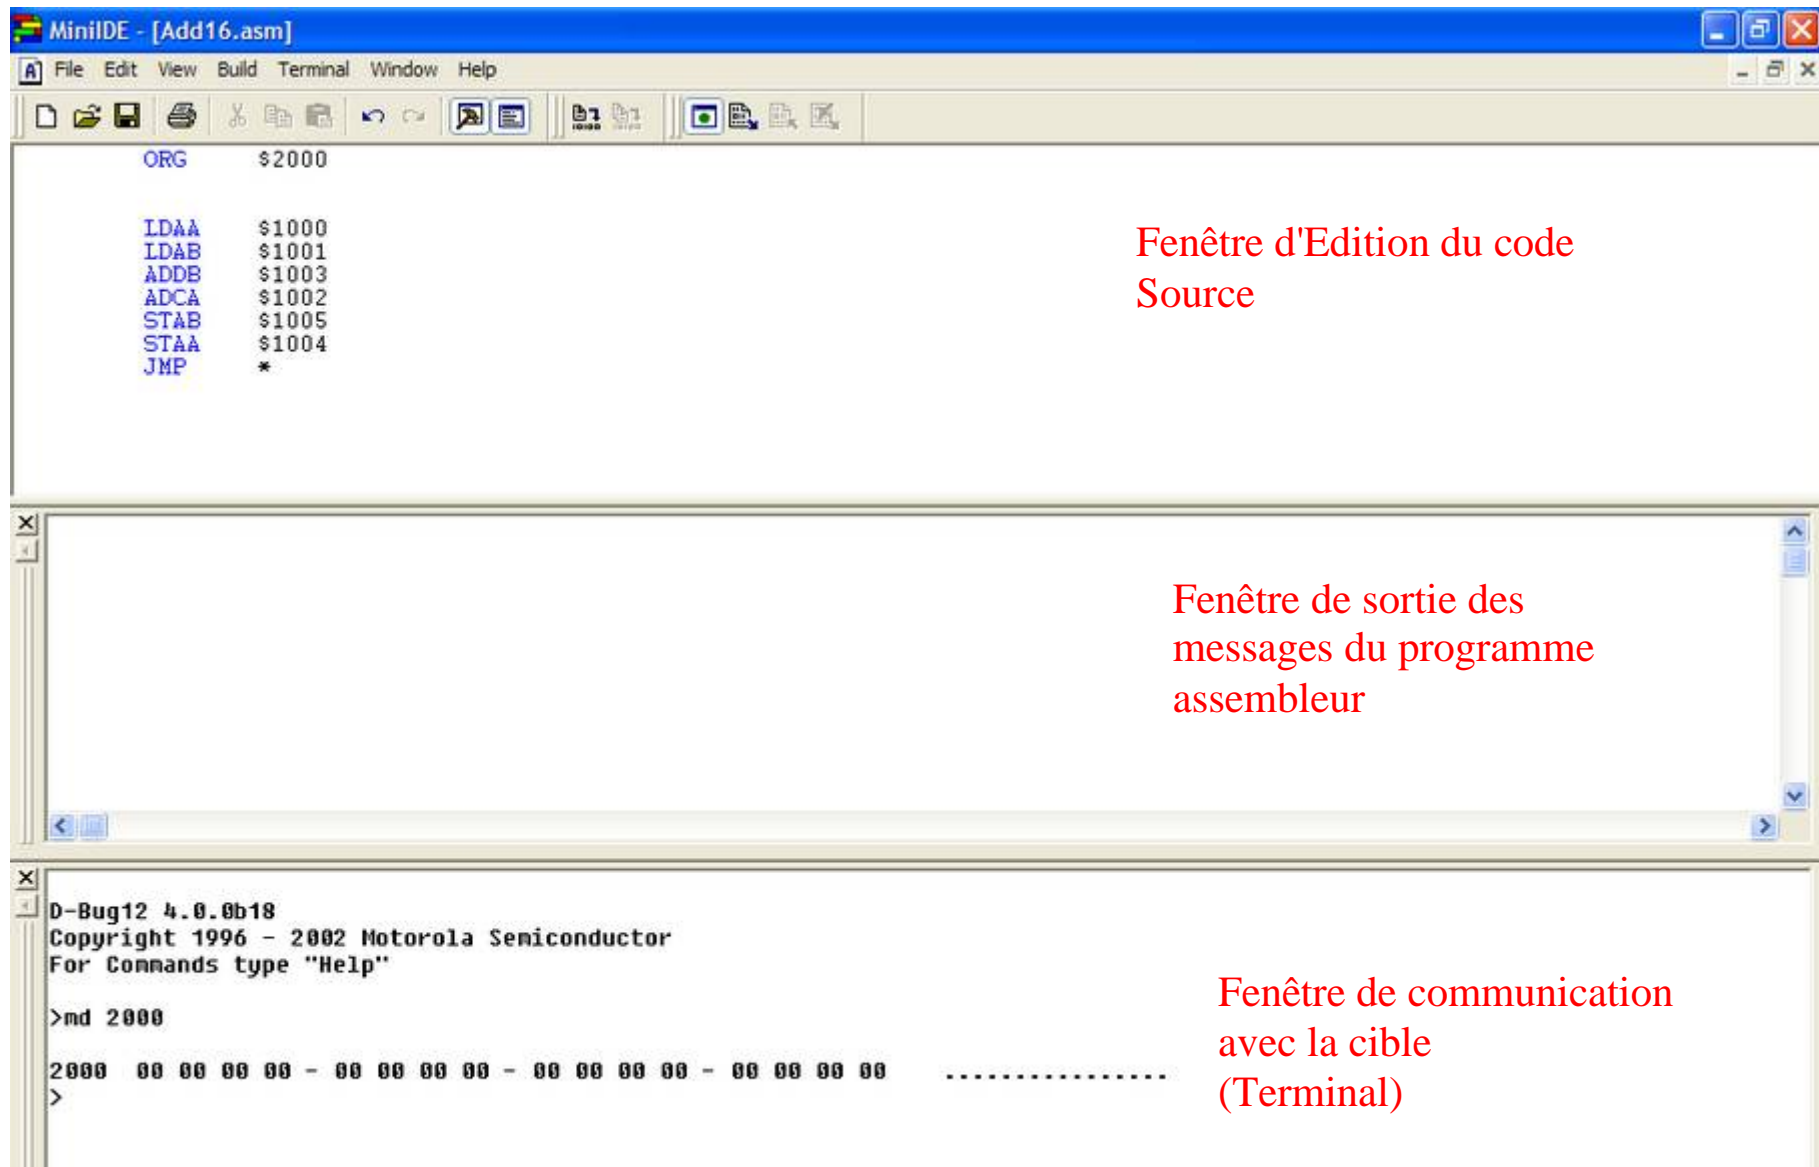 MiniIDE - [Add16.asm]
File Edit View Build Terminal Window Help
ORG $2000
LDAA $1000
LDAB $1001
ADDB $1003
ADCA $1002
STAB $1005
STAA $1004
JMP *
Fenêtre d'Edition du code
Source
Fenêtre de sortie des
messages du programme
assembleur
D-Bug12 4.0.0b18
Copyright 1996 - 2002 Motorola Semiconductor
For Commands type "Help"
>md 2000
2000 00 00 00 00 - 00 00 00 00 - 00 00 00 00 - 00 00 00 00 ................
>
Fenêtre de communication
avec la cible
(Terminal)